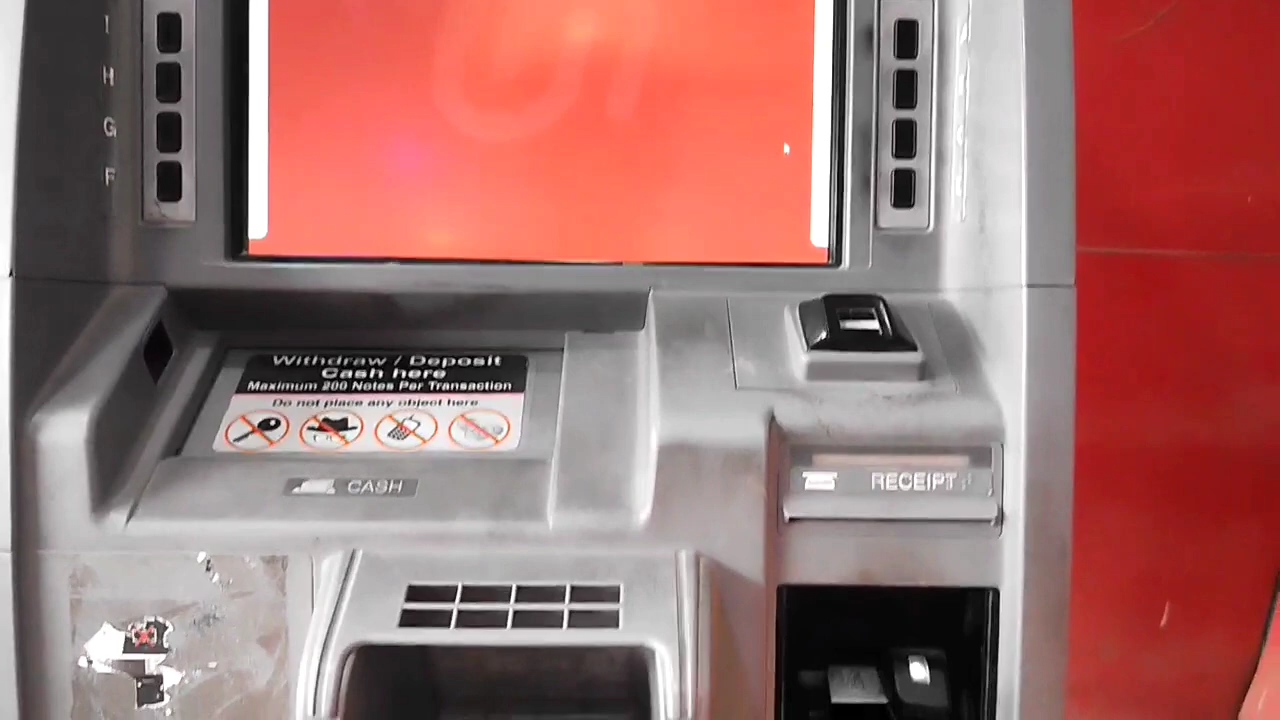 I
H
G
F
Withdraw / Deposit
Cash here
Maximum 200 Notes Per Transaction
Do not place any object here
CASH
RECEIPT